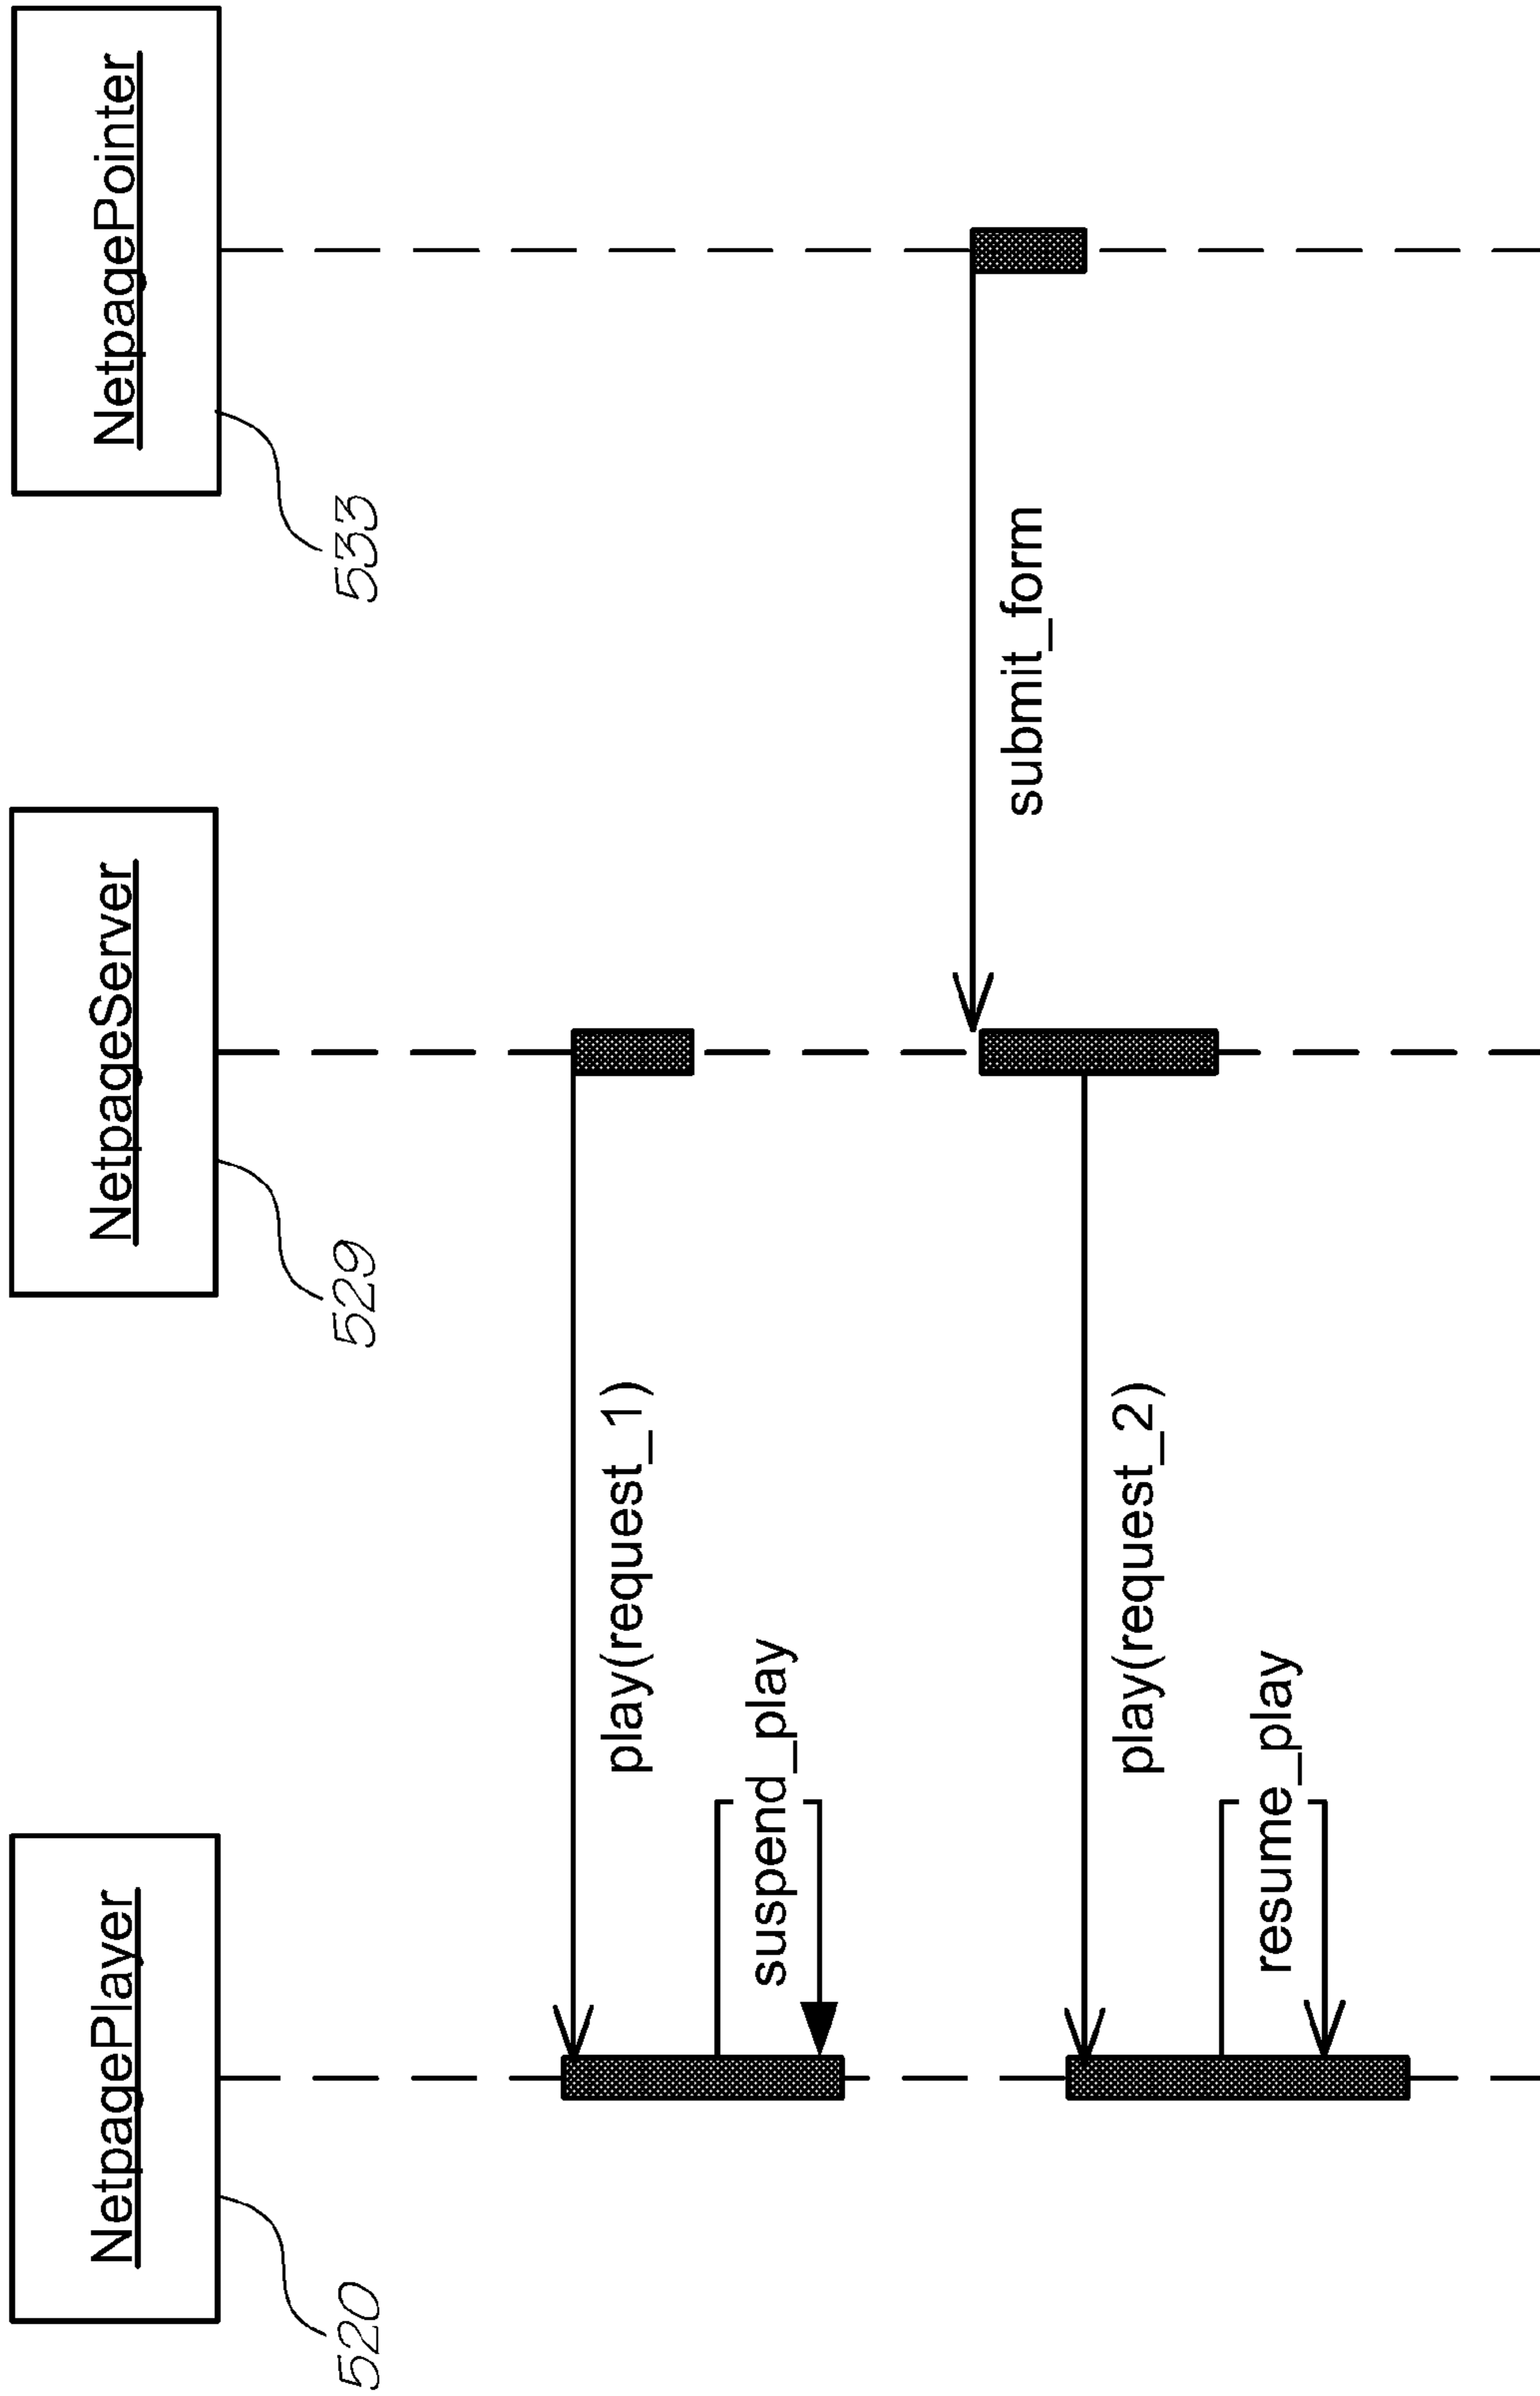 NetpagePlayer
NetpageServer
NetpagePointer
520
529
533
play(request_1)
suspend_play
submit_form
play(request_2)
resume_play